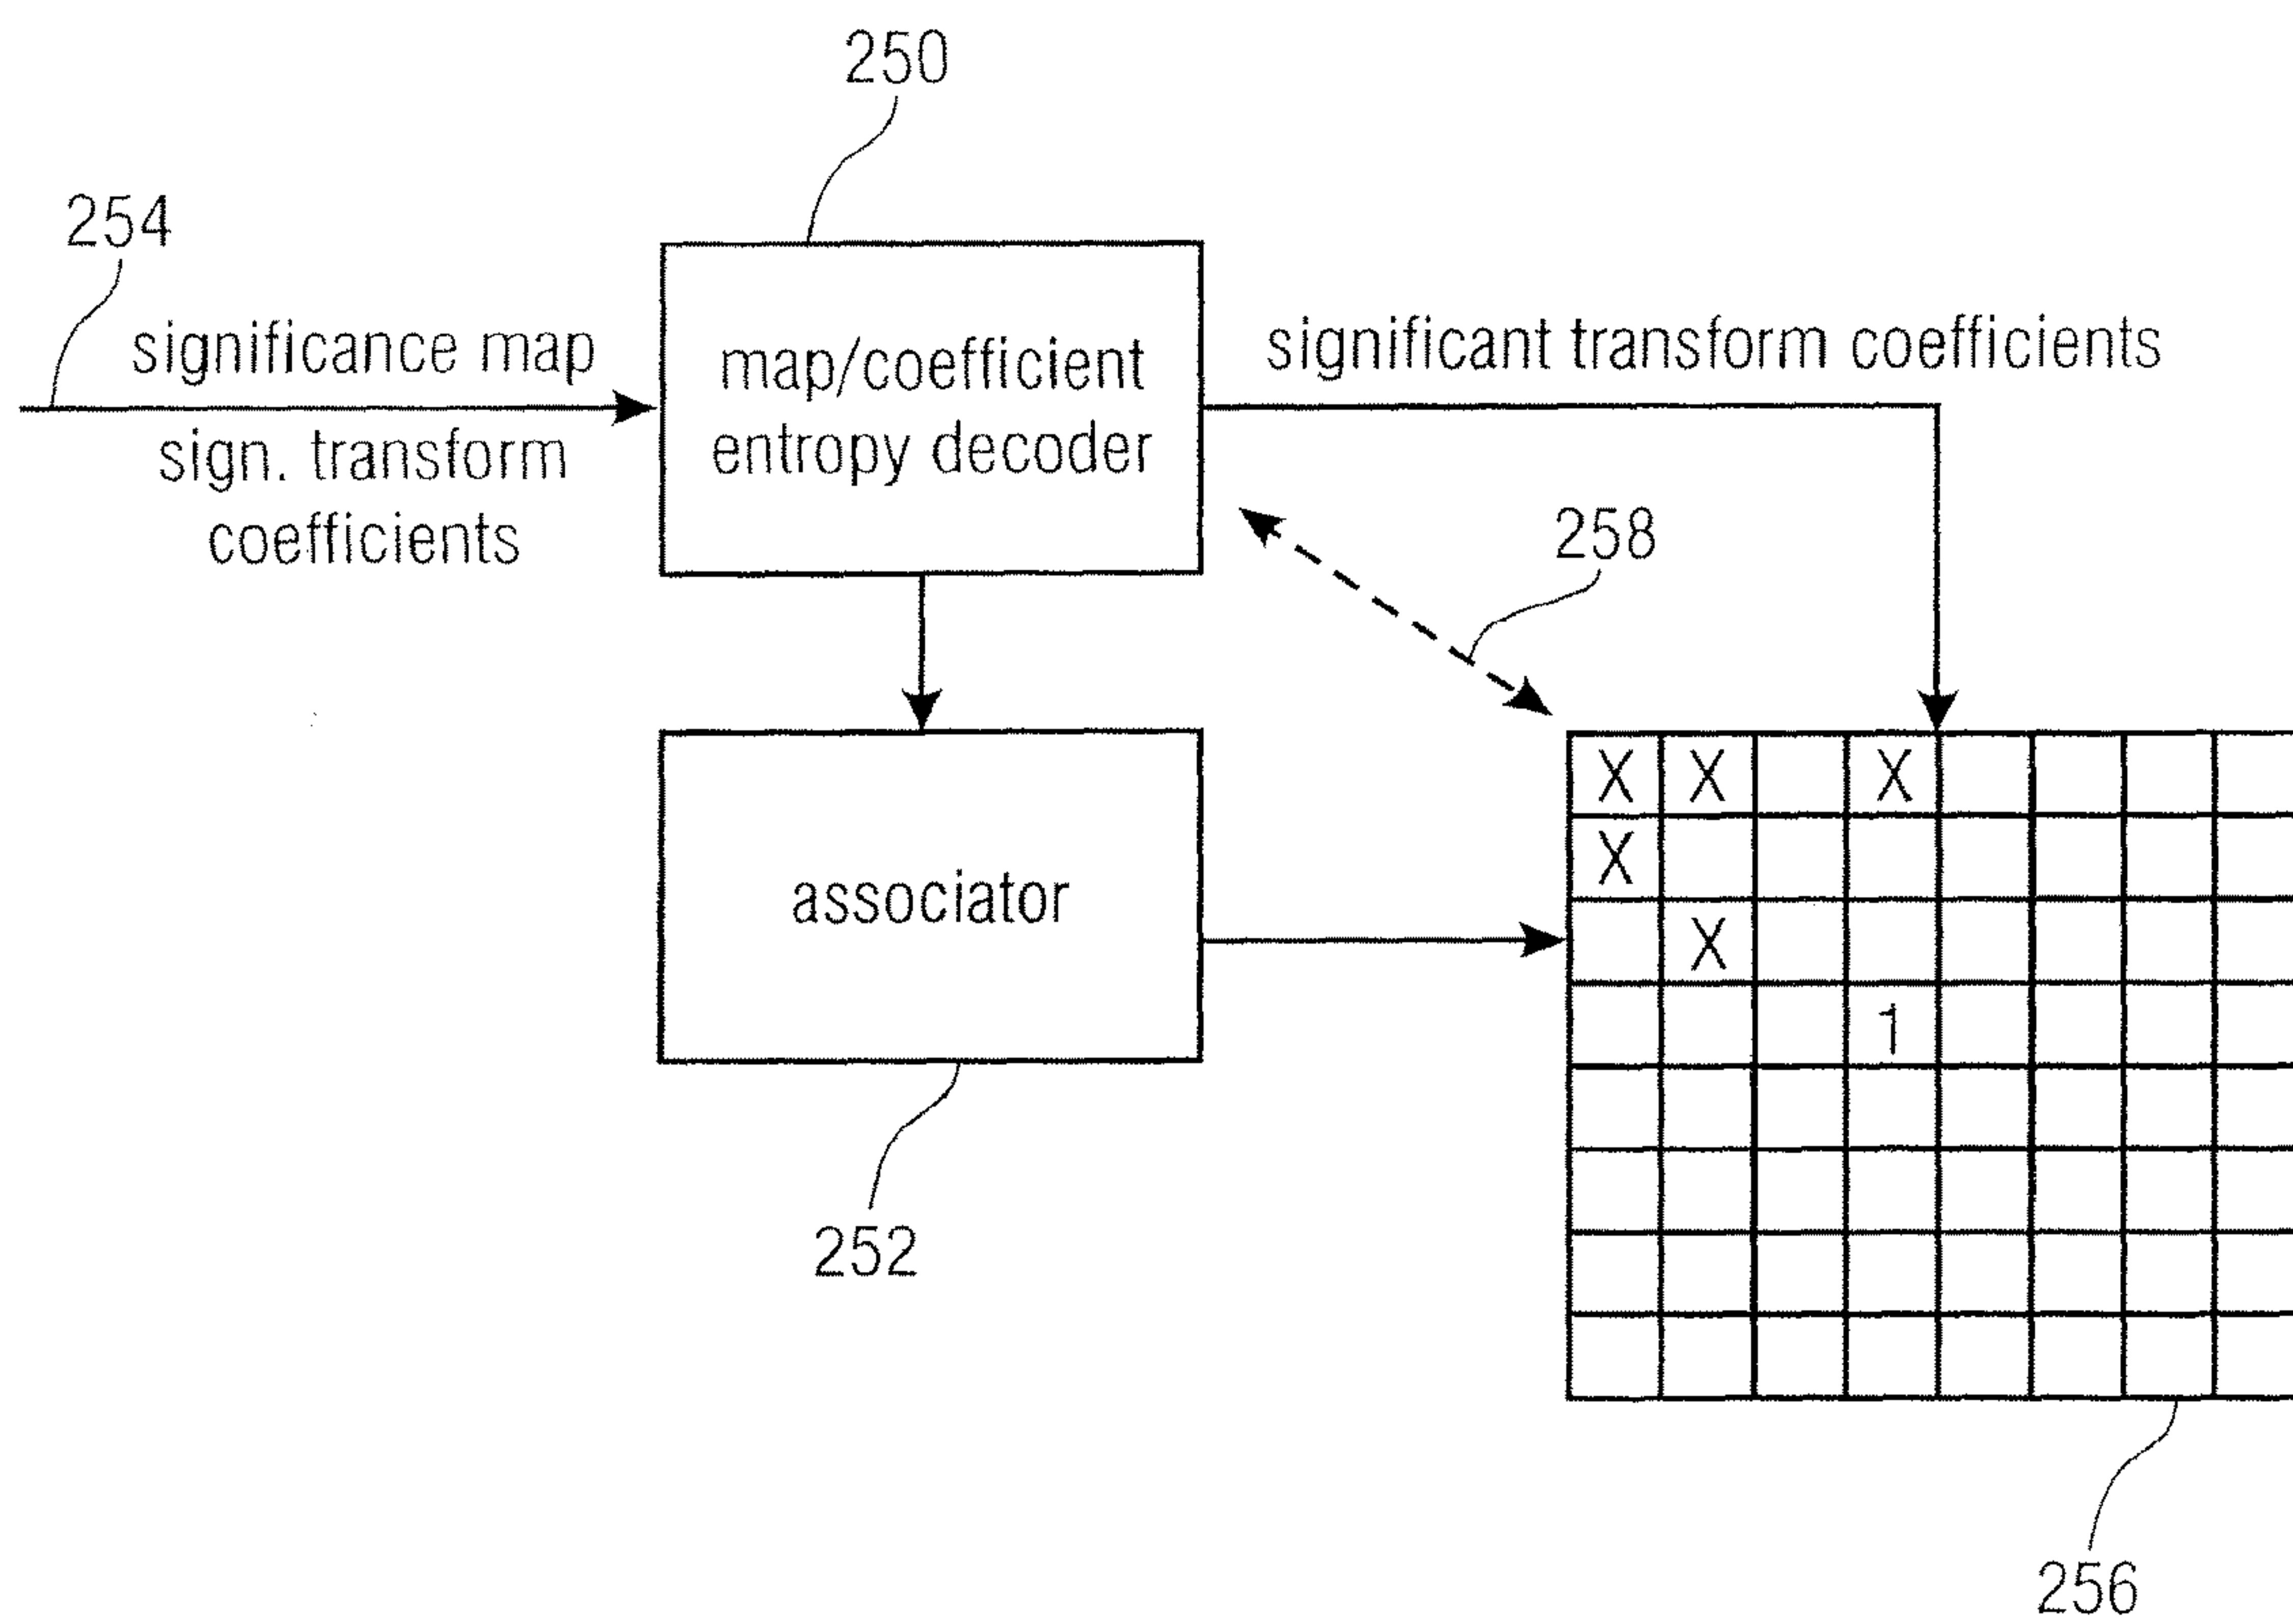 250
254
significance map
sign. transform
coefficients
map/coefficient
entropy decoder
significant transform coefficients
258
associator
X X X
X
X
1
252
256